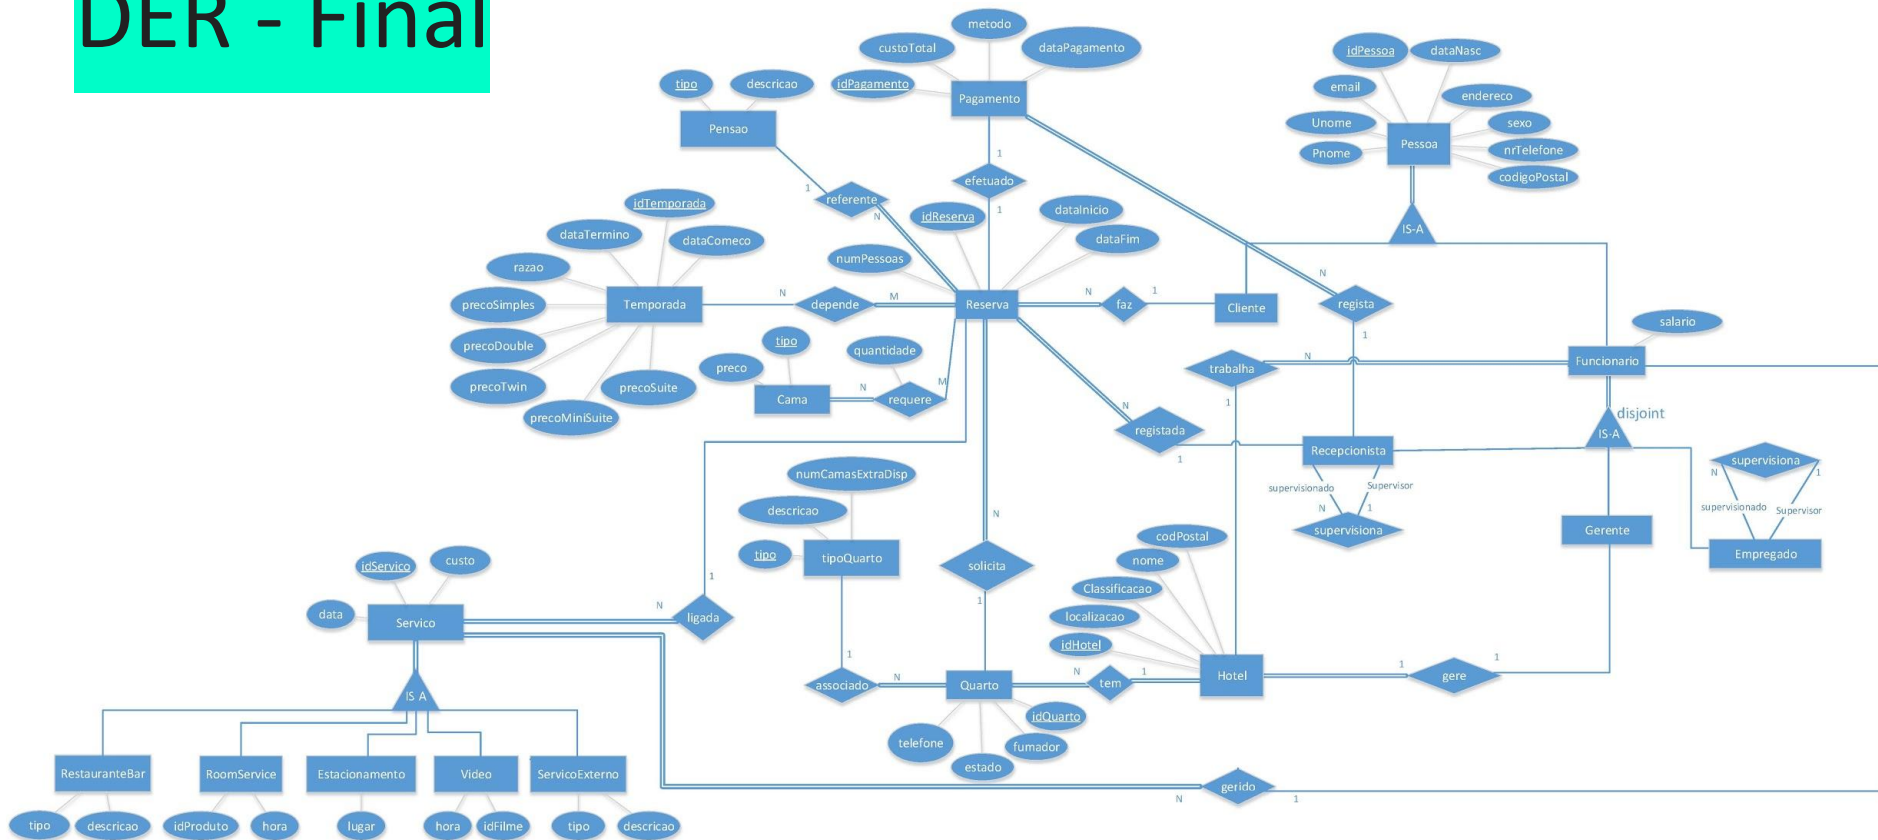 DER - Final
metodo
custoTotal
dataPagamento
idPagamento
Pagamento
tipo
descricao
Pensao
idPessoa
dataNasc
email
endereco
Unome
sexo
Pessoa
Pnome
nrTelefone
codigoPostal
1
efetuado
1
1
referente
N
IS-A
idTemporada
dataTermino
dataComeco
razao
precoSimples
Temporada
precoDouble
precoTwin
precoSuite
precoMiniSuite
idReserva
dataInicio
dataFim
numPessoas
N
depende
M
Reserva
N
faz
1
Cliente
N
regista
1
salario
Funcionario
tipo
quantidade
preco
Cama
N
requere
M
trabalha
N
1
disjoint
IS-A
N
registada
1
Recepcionista
supervisionado
Supervisor
N
1
supervisiona
supervisiona
N
1
supervisionado
Supervisor
Gerente
Empregado
numCamasExtraDisp
descricao
tipo
tipoQuarto
N
solicita
1
codPostal
nome
Classificacao
localizacao
idHotel
Hotel
1
gere
1
idServico
custo
data
Servico
N
1
ligada
1
associado
N
Quarto
N
tem
1
idQuarto
telefone
fumador
estado
IS A
RestauranteBar
RoomService
Estacionamento
Video
ServicoExterno
tipo
descricao
idProduto
hora
lugar
hora
idFilme
tipo
descricao
gerido
N
1